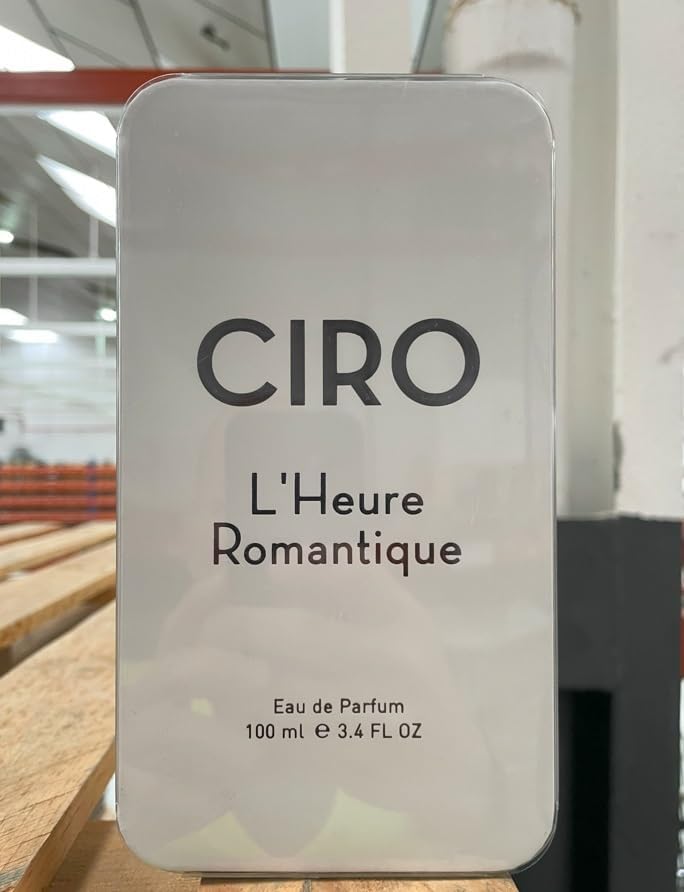 CIRO
L'Heure
Romantique
Eau de Parfum
100 ml ℮ 3.4 FL OZ